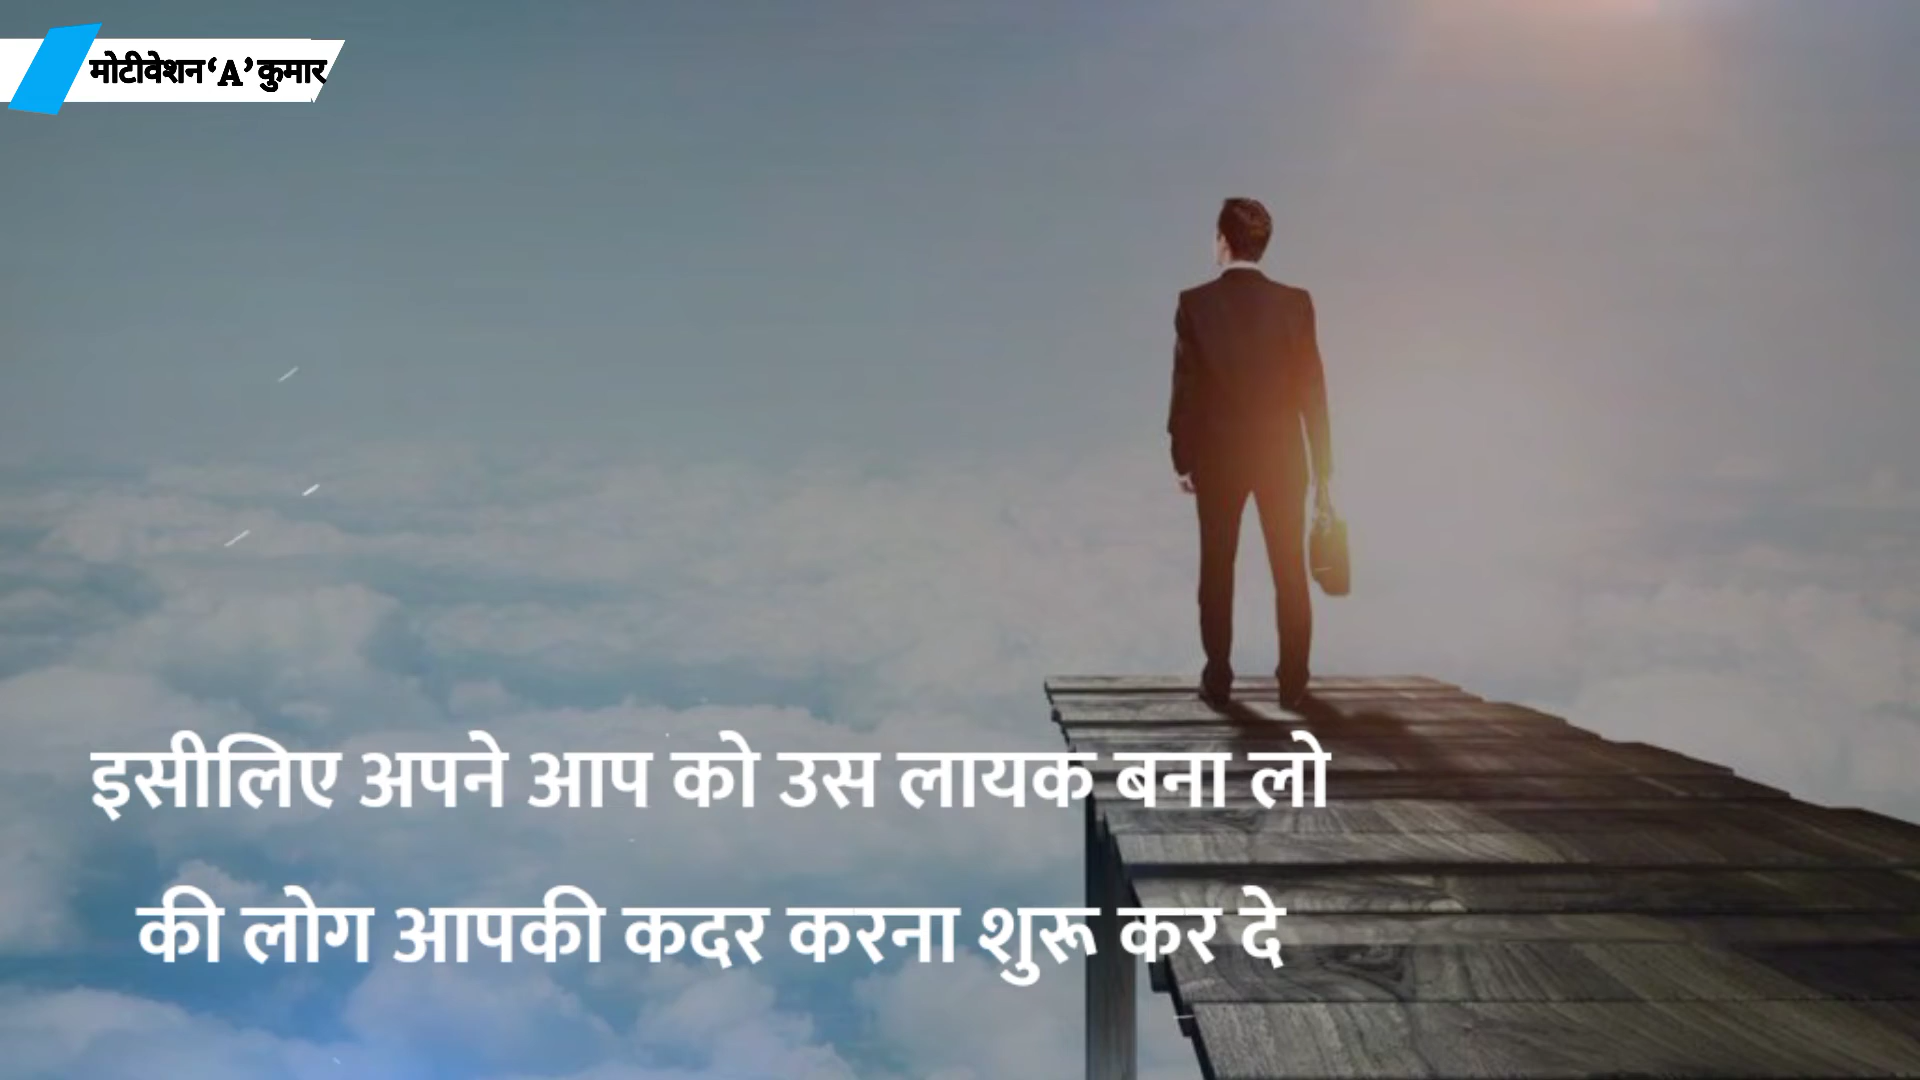 मोटीवेशन ‘A’ कुमार
इसीलिए अपने आप को उस लायक बना लो
की लोग आपकी कदर करना शुरू कर दे